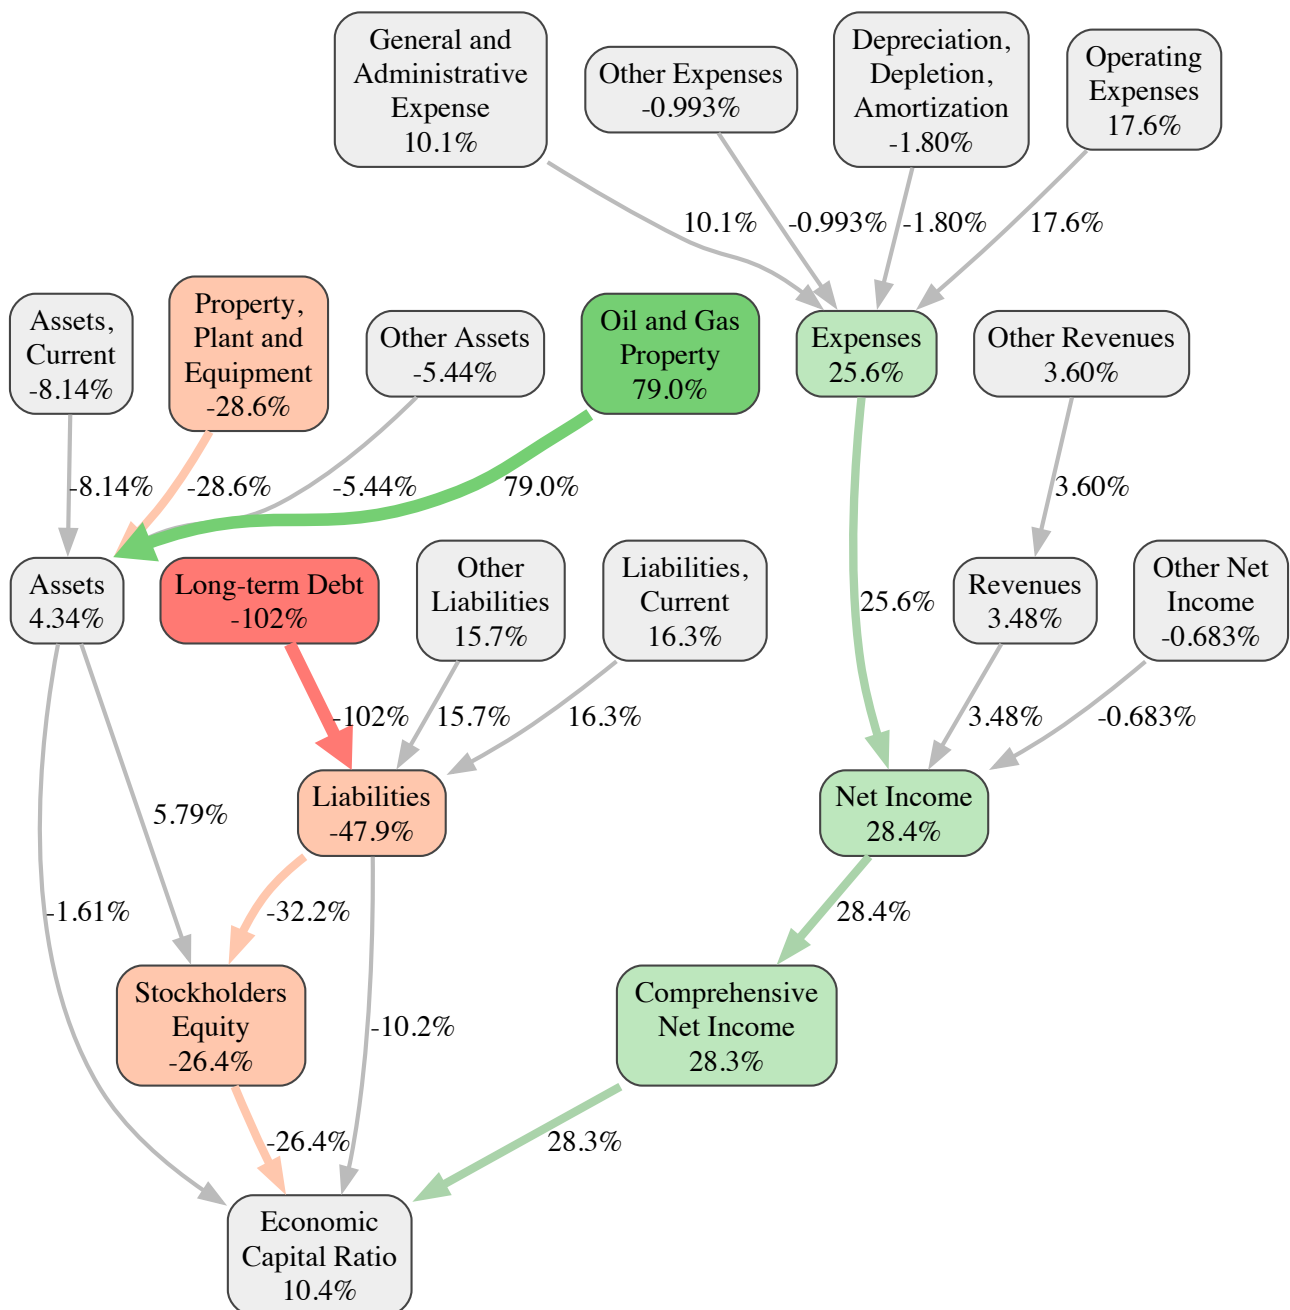 General and
Administrative
Expense
10.1%
Other Expenses
-0.993%
Depreciation,
Depletion,
Amortization
-1.80%
Operating
Expenses
17.6%
10.1%
-0.993%
-1.80%
17.6%
Assets,
Current
-8.14%
Property,
Plant and
Equipment
-28.6%
Other Assets
-5.44%
Oil and Gas
Property
79.0%
Expenses
25.6%
Other Revenues
3.60%
-8.14%
-28.6%
-5.44%
79.0%
3.60%
Assets
4.34%
Long-term Debt
-102%
Other
Liabilities
15.7%
Liabilities,
Current
16.3%
25.6%
Revenues
3.48%
Other Net
Income
-0.683%
-102%
15.7%
16.3%
3.48%
-0.683%
5.79%
Liabilities
-47.9%
Net Income
28.4%
-1.61%
-32.2%
28.4%
Stockholders
Equity
-26.4%
-10.2%
Comprehensive
Net Income
28.3%
-26.4%
28.3%
Economic
Capital Ratio
10.4%